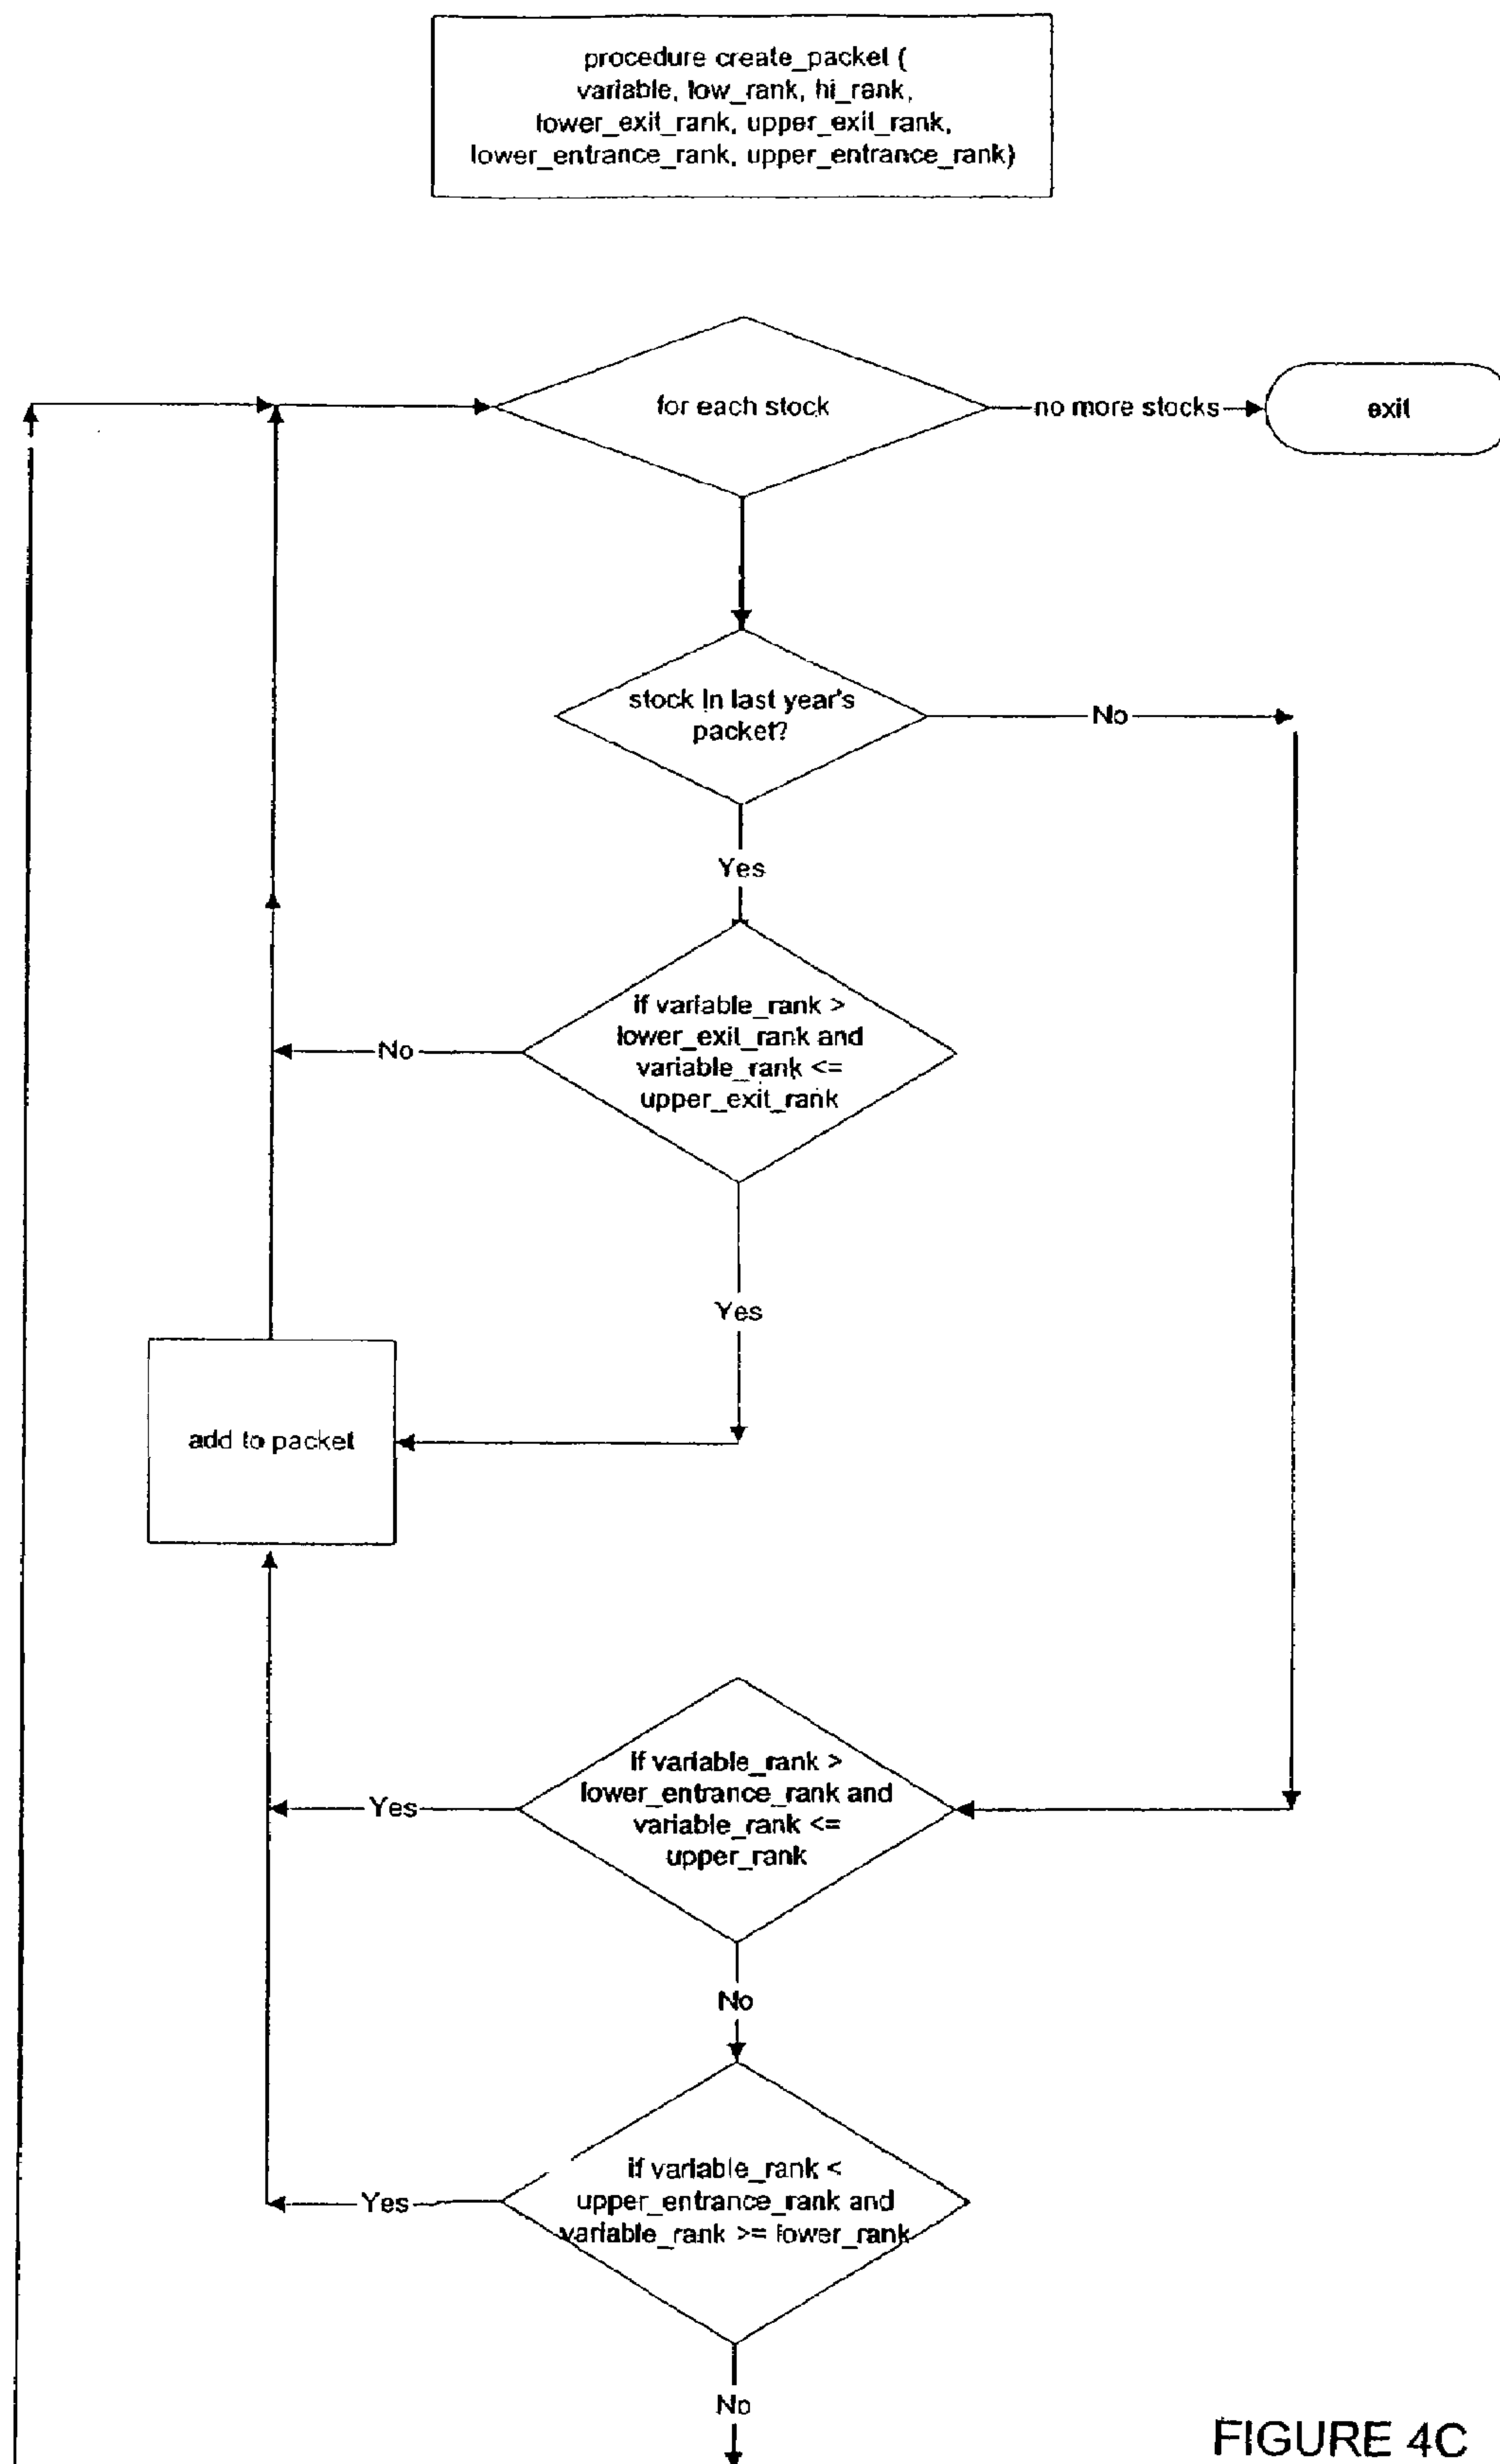 procedure create_packet (
variable, low_rank, hi_rank,
lower_exit_rank, upper_exit_rank,
lower_entrance_rank, upper_entrance_rank)
for each stock
no more stocks
exit
stock in last year's
packet?
No
Yes
if variable_rank >
lower_exit_rank and
variable_rank <=
upper_exit_rank
No
Yes
add to packet
if variable_rank >
lower_entrance_rank and
variable_rank <=
upper_rank
Yes
No
if variable_rank <
upper_entrance_rank and
variable_rank >= lower_rank
Yes
No
FIGURE 4C